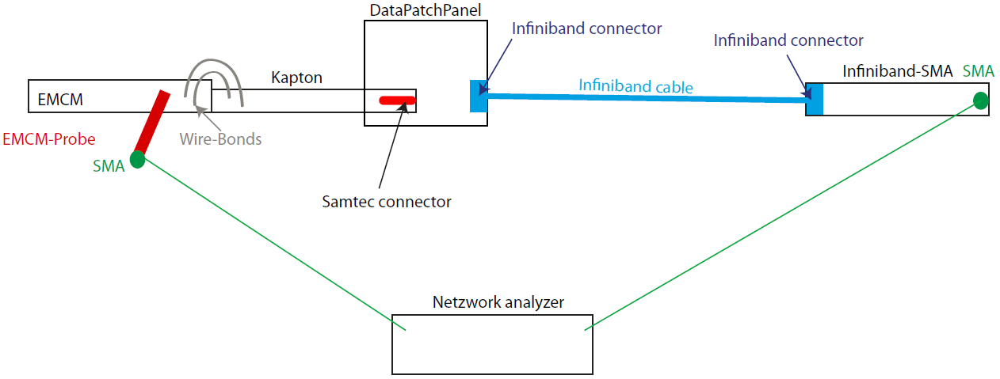 DataPatchPanel
Infiniband connector
Infiniband connector
Kapton
Infiniband cable
Infiniband-SMA
SMA
EMCM
EMCM-Probe
Wire-Bonds
SMA
Samtec connector
Netzwork analyzer